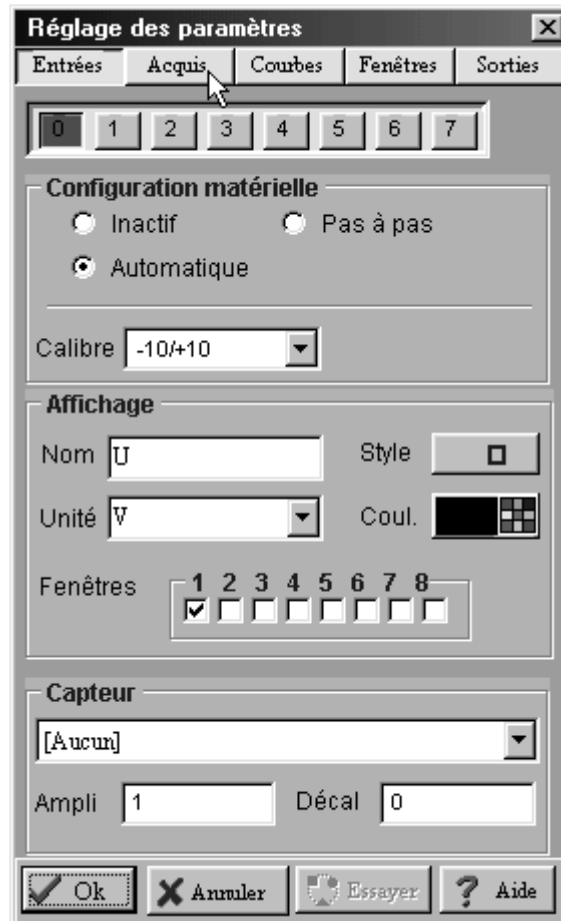 Réglage des paramètres
Entrées Acquis Courbes Fenêtres Sorties
0 1 2 3 4 5 6 7
Configuration matérielle
Inactif Pas à pas
Automatique
Calibre -10/+10
Affichage
Nom U Style
Unité V Coul.
Fenêtres 1 2 3 4 5 6 7 8
Capteur
[Aucun]
Ampli 1 Décal 0
Ok Annuler Essayer ? Aide